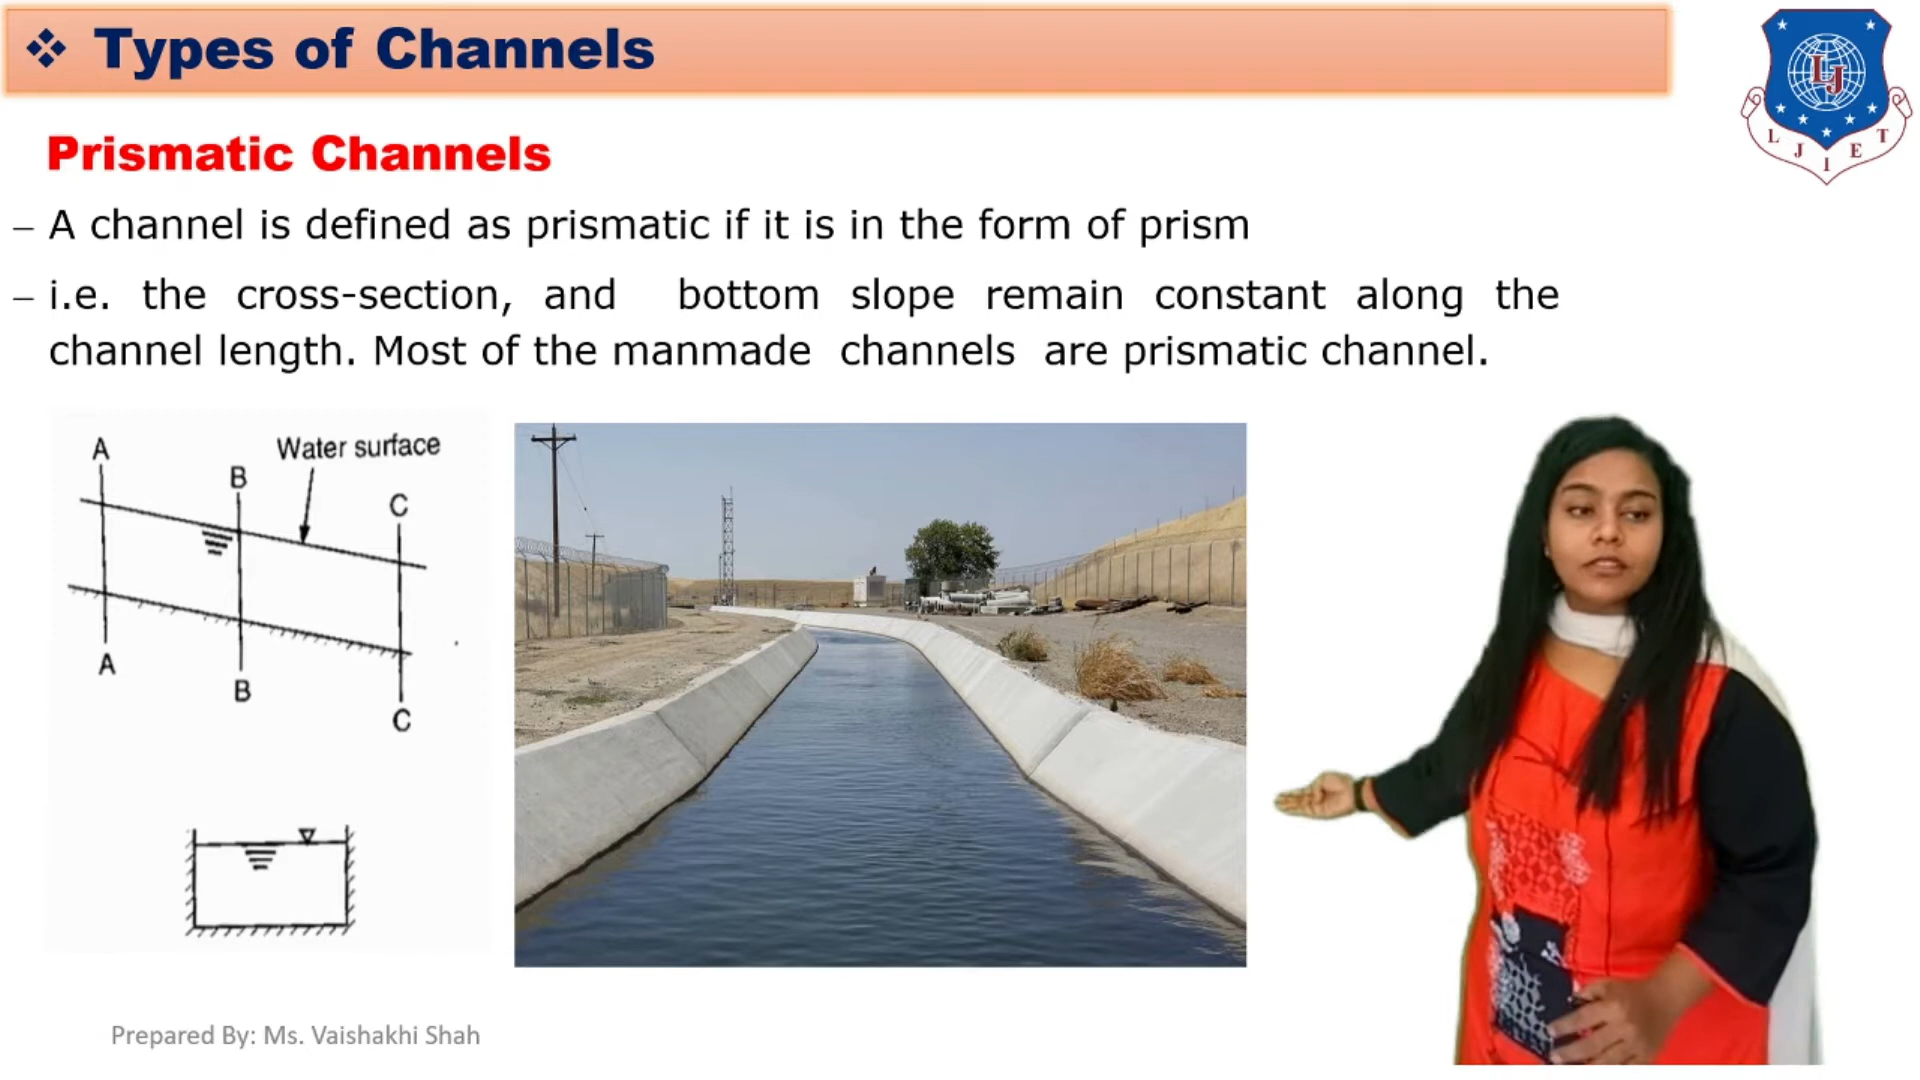 ❖ Types of Channels
Prismatic Channels
– A channel is defined as prismatic if it is in the form of prism
– i.e. the cross-section, and bottom slope remain constant along the
channel length. Most of the manmade channels are prismatic channel.
A
B
C
Water surface
A
B
C
Prepared By: Ms. Vaishakhi Shah
LJ
L J I E T